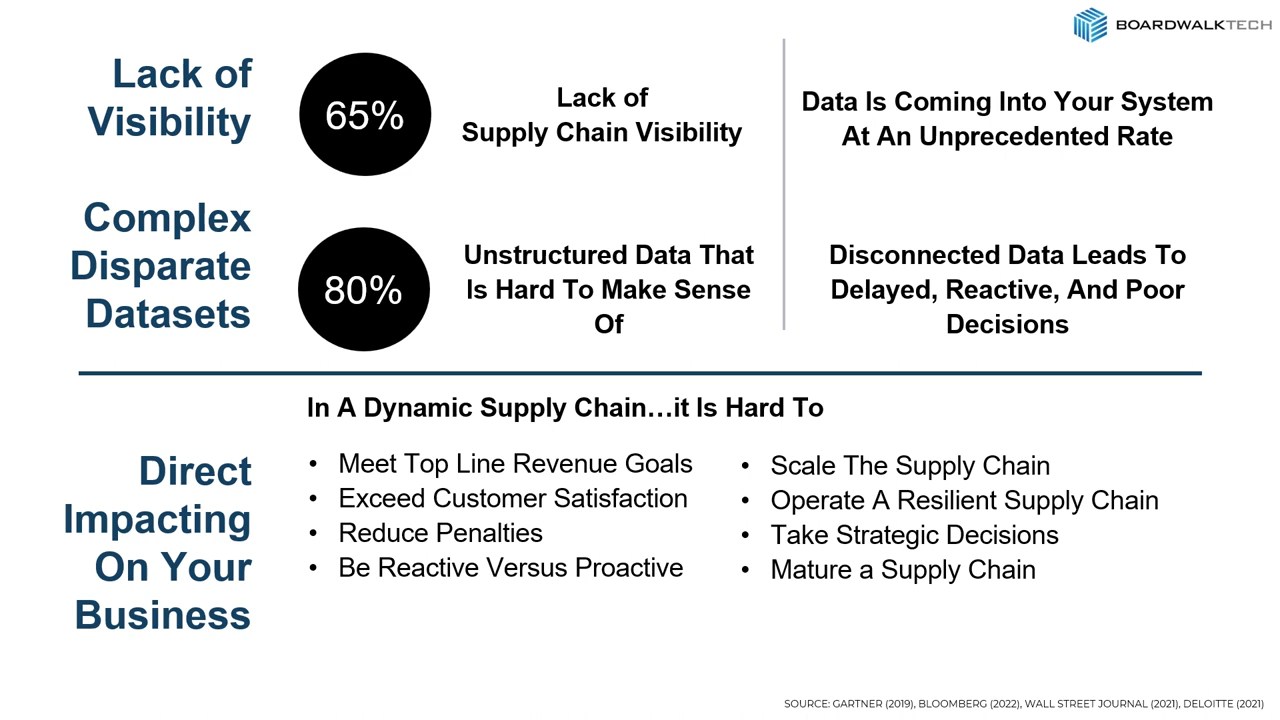 BOARDWALKTECH
Lack of
Visibility
65%
Lack of
Supply Chain Visibility
Data Is Coming Into Your System
At An Unprecedented Rate
Complex
Disparate
Datasets
80%
Unstructured Data That
Is Hard To Make Sense
Of
Disconnected Data Leads To
Delayed, Reactive, And Poor
Decisions
In A Dynamic Supply Chain…it Is Hard To
Direct
Impacting
On Your
Business
• Meet Top Line Revenue Goals
• Exceed Customer Satisfaction
• Reduce Penalties
• Be Reactive Versus Proactive
• Scale The Supply Chain
• Operate A Resilient Supply Chain
• Take Strategic Decisions
• Mature a Supply Chain
SOURCE: GARTNER (2019), BLOOMBERG (2022), WALL STREET JOURNAL (2021), DELOITTE (2021)